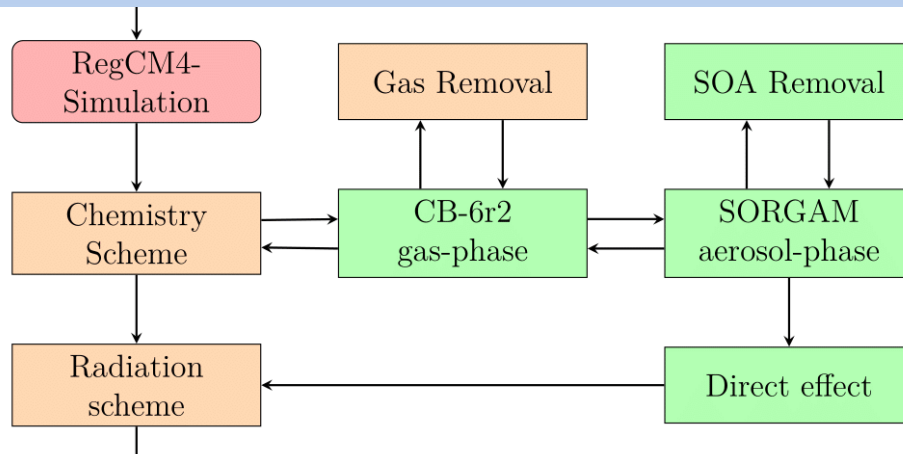 RegCM4-
Simulation
Gas Removal
SOA Removal
Chemistry
Scheme
CB-6r2
gas-phase
SORGAM
aerosol-phase
Radiation
scheme
Direct effect